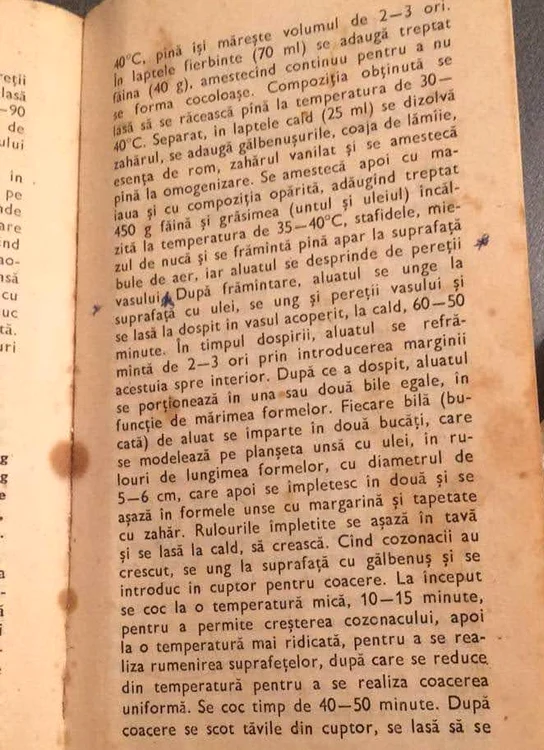 40°C, pină își mărește volumul de 2—3 ori.
În laptele fierbinte (70 ml) se adaugă treptat
făina (40 g), amestecind continuu pentru a nu
se forma cocoloașe. Compoziția obținută se
lasă să se răcească pînă la temperatura de 30—
40°C. Separat, în laptele cald (25 ml) se dizolvă
zahărul, se adaugă gălbenușurile, coaja de lămîie,
esența de rom, zahărul vanilat și se amestecă
pînă la omogenizare. Se amestecă apoi cu ma-
iaua și cu compoziția opărită, adăugind treptat
450 g făină și grăsimea (untul și uleiul) încăl-
zită la temperatura de 35—40°C, stafidele, mie-
zul de nucă și se frămîntă pină apar la suprafață
bule de aer, iar aluatul se desprinde de pereții
vasului. După frămîntare, aluatul se unge la
suprafață cu ulei, se ung și pereții vasului și
se lasă la dospit in vasul acoperit, la cald, 60—50
minute. În timpul dospirii, aluatul se refră-
mintă de 2—3 ori prin introducerea marginii
acestuia spre interior. După ce a dospit, aluatul
se porționează în una sau două bile egale, în
funcție de mărimea formelor. Fiecare bilă (bu-
cată) de aluat se imparte în două bucăți, care
se modelează pe planșeta unsă cu ulei, în ru-
louri de lungimea formelor, cu diametrul de
5—6 cm, care apoi se împletesc în două și se
așază în formele unse cu margarină și tapetate
cu zahăr. Rulourile împletite se așază în tavă
și se lasă la cald, să crească. Cînd cozonacii au
crescut, se ung la suprafață cu gălbenuș și se
introduc in cuptor pentru coacere. La început
se coc la o temperatură mică, 10—15 minute,
pentru a permite creșterea cozonacului, apoi
la o temperatură mai ridicată, pentru a se rea-
liza rumenirea suprafețelor, după care se reduce
din temperatură pentru a se realiza coacerea
uniformă. Se coc timp de 40—50 minute. După
coacere se scot tăvile din cuptor, se lasă să se